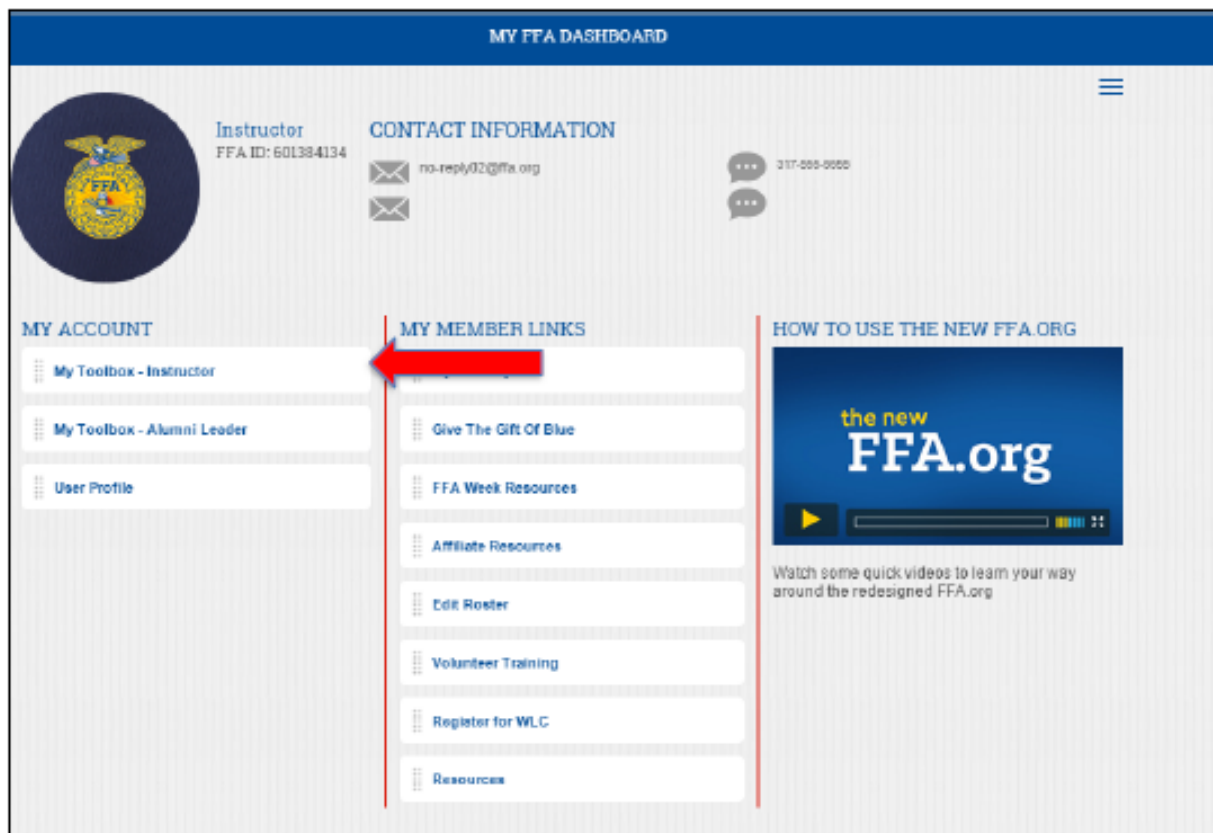 MY FFA DASHBOARD
FFA
Instructor
FFA ID: 601384134
CONTACT INFORMATION
no-reply02@ffa.org
MY ACCOUNT
My Toolbox - Instructor
My Toolbox - Alumni Leader
User Profile
MY MEMBER LINKS
Give The Gift Of Blue
FFA Week Resources
Affiliate Resources
Edit Roster
Volunteer Training
Register for WLC
Resources
HOW TO USE THE NEW FFA.ORG
the new
FFA.org
Watch some quick videos to learn your way
around the redesigned FFA.org